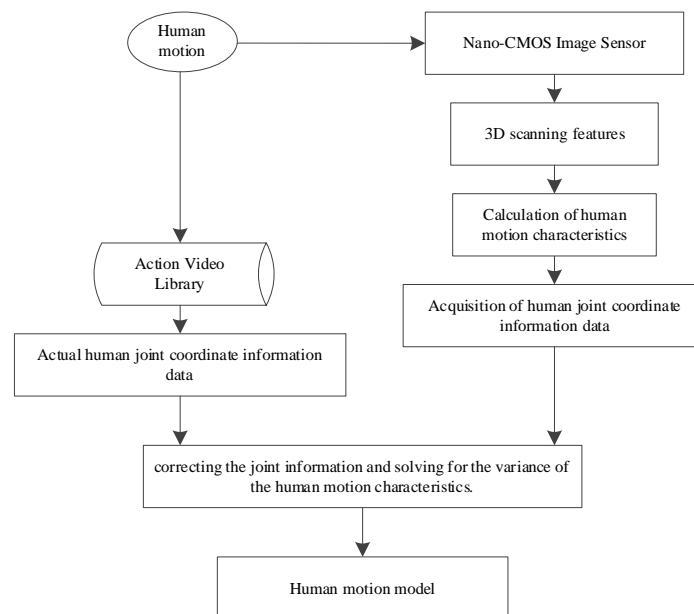 Human
motion
Nano-CMOS Image Sensor
3D scanning features
Calculation of human
motion characteristics
Action Video
Library
Acquisition of human joint coordinate
information data
Actual human joint coordinate information
data
correcting the joint information and solving for the variance of
the human motion characteristics.
Human motion model